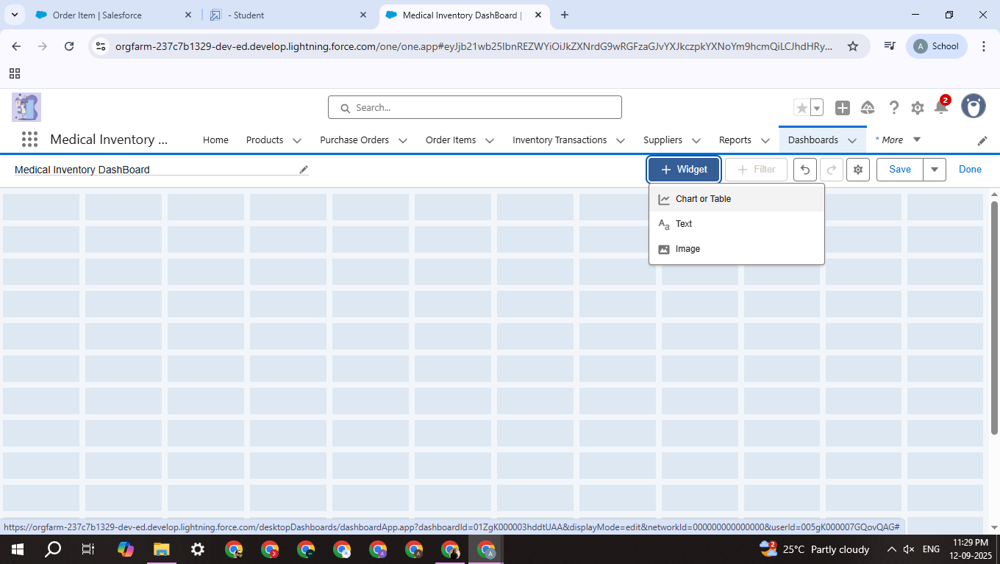 Order Item | Salesforce
- Student
Medical Inventory DashBoard |
orgfarm-237c7b1329-dev-ed.develop.lightning.force.com/one/one.app#eyJjb21wb25lbnREZWYiOiJkZXNrdG9wRGFzaGJvYXJkczpkYXNoYm9hcmQiLCJhdHRy...
A
School
Search...
2
Medical Inventory ...
Home
Products
Purchase Orders
Order Items
Inventory Transactions
Suppliers
Reports
Dashboards
* More
Medical Inventory DashBoard
+ Widget
+ Filter
Save
Done
Chart or Table
Aa Text
Image
https://orgfarm-237c7b1329-dev-ed.develop.lightning.force.com/desktopDashboards/dashboardApp.app?dashboardId=01ZgK000003hddtUAA&displayMode=edit&networkId=000000000000000&userId=005gK000007GQovQAG#
2
25°C Partly cloudy
ENG
11:29 PM
12-09-2025